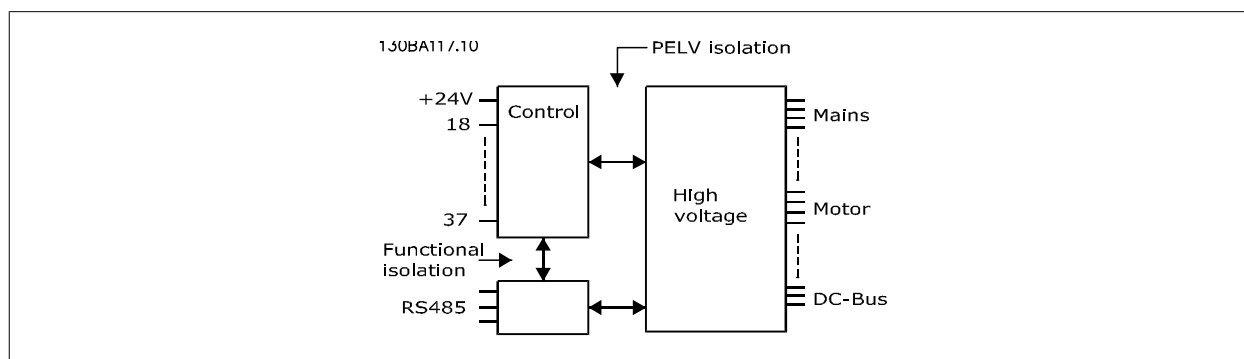 130BA117.10
PELV isolation
+24V
Control
18
Mains
High
voltage
37
Motor
Functional
isolation
RS485
DC-Bus